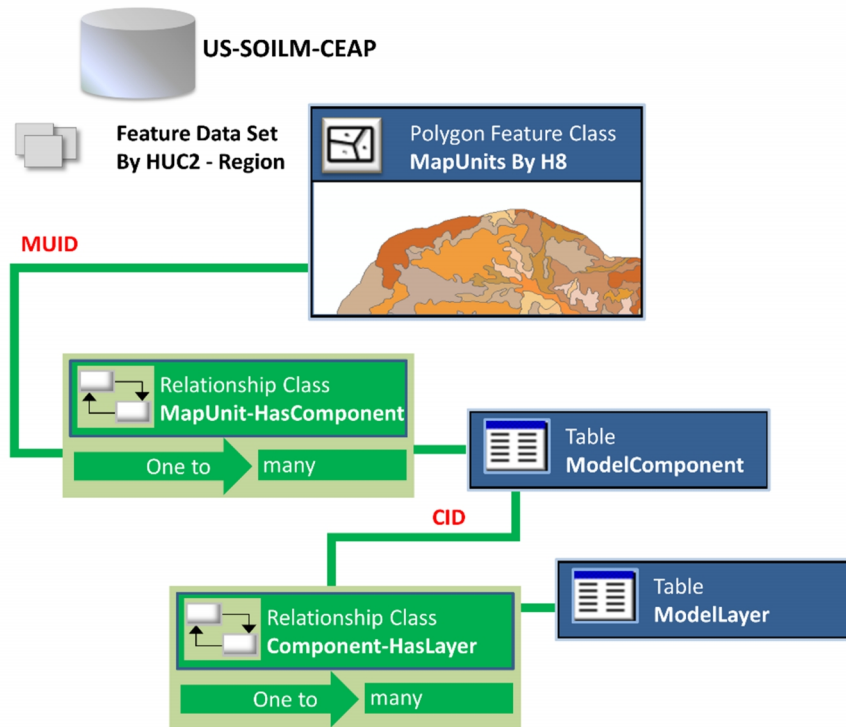 US-SOILM-CEAP
Feature Data Set
By HUC2 - Region
Polygon Feature Class
MapUnits By H8
MUID
Relationship Class
MapUnit-HasComponent
One to many
Table
ModelComponent
CID
Relationship Class
Component-HasLayer
One to many
Table
ModelLayer